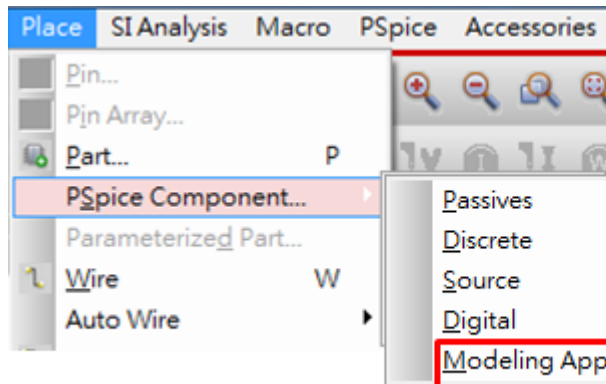 Place SI Analysis Macro PSpice Accessories
Pin...
Pin Array...
Part... P
PSpice Component...
Parameterized Part...
Wire W
Auto Wire
Passives
Discrete
Source
Digital
Modeling App